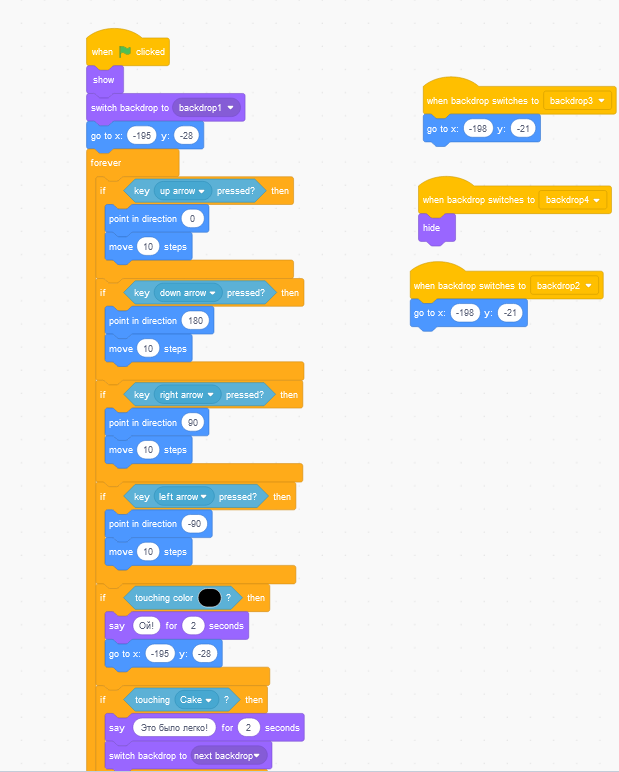 when clicked
show
switch backdrop to backdrop1
go to x: -195 y: -28
forever
if key up arrow pressed? then
point in direction 0
move 10 steps
if key down arrow pressed? then
point in direction 180
move 10 steps
if key right arrow pressed? then
point in direction 90
move 10 steps
if key left arrow pressed? then
point in direction -90
move 10 steps
if touching color ? then
say Ой! for 2 seconds
go to x: -195 y: -28
if touching Cake ? then
say Это было легко! for 2 seconds
switch backdrop to next backdrop
when backdrop switches to backdrop3
go to x: -198 y: -21
when backdrop switches to backdrop4
hide
when backdrop switches to backdrop2
go to x: -198 y: -21